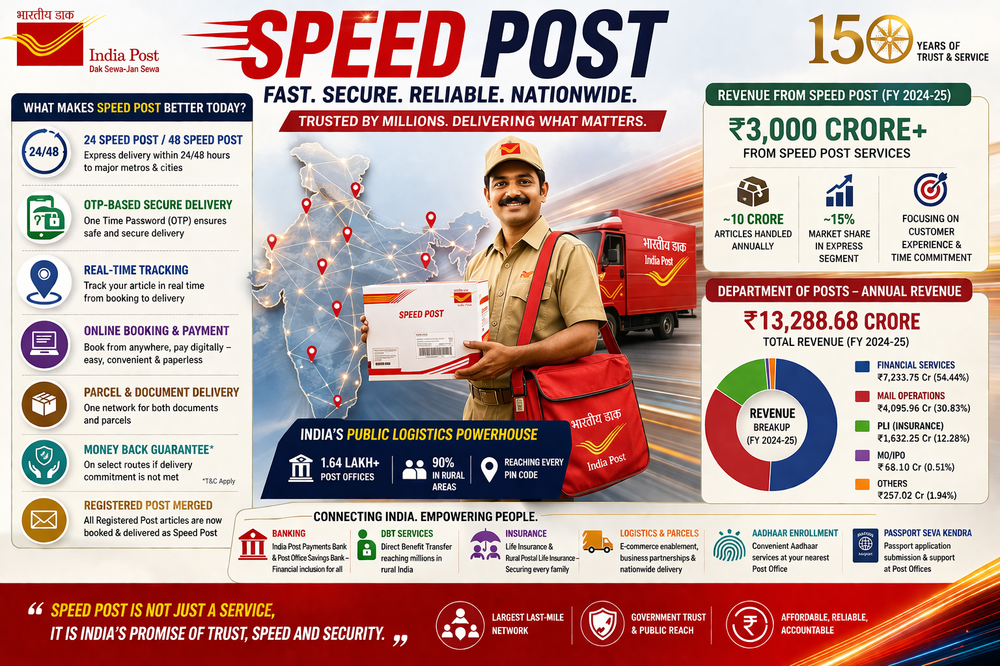 भारतीय डाक
India Post
Dak Sewa-Jan Sewa
SPEED POST
FAST. SECURE. RELIABLE. NATIONWIDE.
TRUSTED BY MILLIONS. DELIVERING WHAT MATTERS.
150
YEARS OF
TRUST & SERVICE
WHAT MAKES SPEED POST BETTER TODAY?
24/48
24 SPEED POST / 48 SPEED POST
Express delivery within 24/48 hours
to major metros & cities
OTP-BASED SECURE DELIVERY
One Time Password (OTP) ensures
safe and secure delivery
REAL-TIME TRACKING
Track your article in real time
from booking to delivery
ONLINE BOOKING & PAYMENT
Book from anywhere, pay digitally –
easy, convenient & paperless
PARCEL & DOCUMENT DELIVERY
One network for both documents
and parcels
MONEY BACK GUARANTEE*
On select routes if delivery
commitment is not met
*T&C Apply
REGISTERED POST MERGED
All Registered Post articles are now
booked & delivered as Speed Post
SPEED POST
भारतीय डाक
India Post
भारतीय डाक
India Post
INDIA'S PUBLIC LOGISTICS POWERHOUSE
1.64 LAKH+
POST OFFICES
90%
IN RURAL
AREAS
REACHING EVERY
PIN CODE
REVENUE FROM SPEED POST (FY 2024-25)
₹3,000 CRORE+
FROM SPEED POST SERVICES
~10 CRORE
ARTICLES HANDLED
ANNUALLY
~15%
MARKET SHARE
IN EXPRESS
SEGMENT
FOCUSING ON
CUSTOMER
EXPERIENCE &
TIME COMMITMENT
DEPARTMENT OF POSTS – ANNUAL REVENUE
₹13,288.68 CRORE
TOTAL REVENUE (FY 2024-25)
REVENUE
BREAKUP
(FY 2024-25)
FINANCIAL SERVICES
₹7,233.75 Cr (54.44%)
MAIL OPERATIONS
₹4,095.96 Cr (30.83%)
PLI (INSURANCE)
₹1,632.25 Cr (12.28%)
MO/IPO
₹68.10 Cr (0.51%)
OTHERS
₹257.02 Cr (1.94%)
CONNECTING INDIA. EMPOWERING PEOPLE.
BANKING
India Post Payments Bank
& Post Office Savings Bank –
Financial inclusion for all
DBT SERVICES
Direct Benefit Transfer
reaching millions in
rural India
INSURANCE
Life Insurance &
Rural Postal Life Insurance –
Securing every family
LOGISTICS & PARCELS
E-commerce enablement,
business partnerships &
nationwide delivery
AADHAAR ENROLLMENT
Convenient Aadhaar
services at your nearest
Post Office
PASSPORT SEVA KENDRA
Passport application
submission & support
at Post Offices
“ SPEED POST IS NOT JUST A SERVICE,
IT IS INDIA'S PROMISE OF TRUST, SPEED AND SECURITY. ”
LARGEST LAST-MILE
NETWORK
GOVERNMENT TRUST
& PUBLIC REACH
AFFORDABLE, RELIABLE,
ACCOUNTABLE